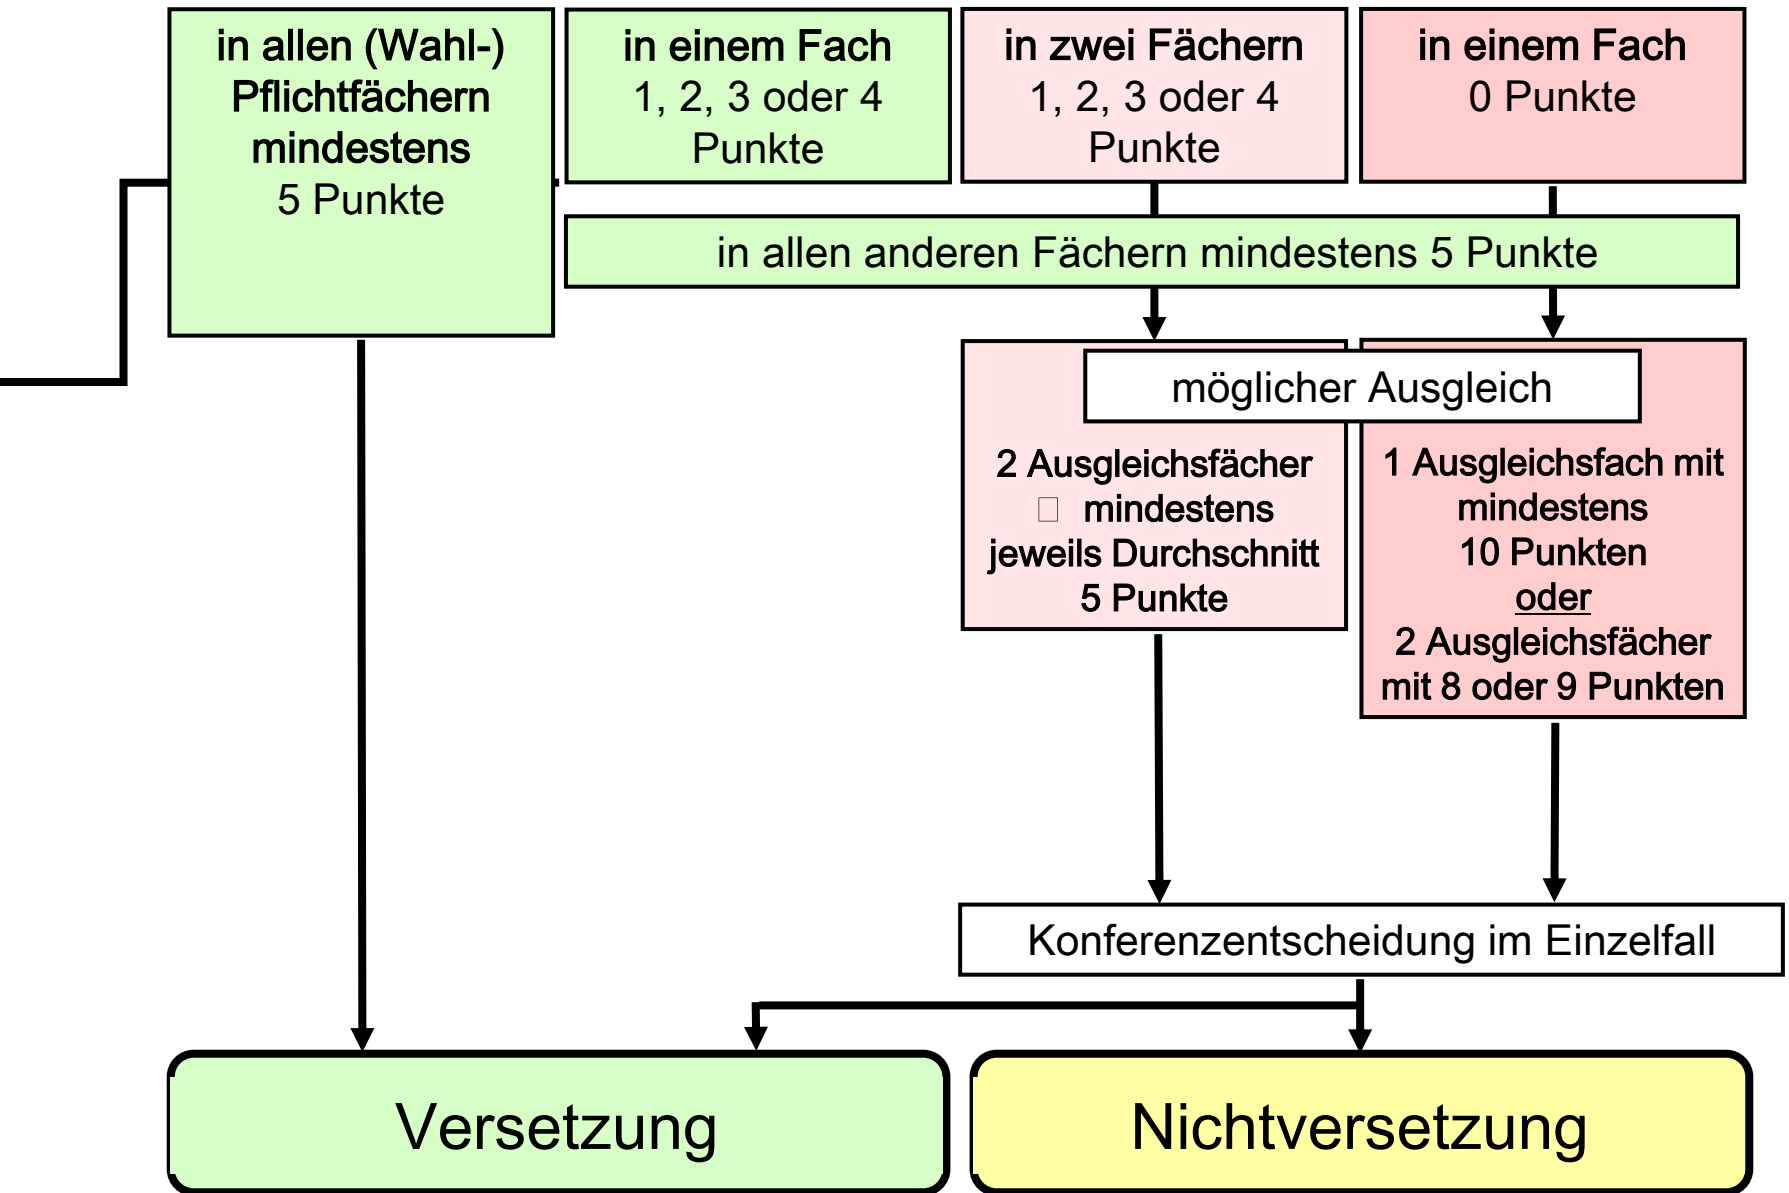 in allen (Wahl-)
Pflichtfächern
mindestens
5 Punkte
in einem Fach
1, 2, 3 oder 4
Punkte
in zwei Fächern
1, 2, 3 oder 4
Punkte
in einem Fach
0 Punkte
in allen anderen Fächern mindestens 5 Punkte
möglicher Ausgleich
2 Ausgleichsfächer
mindestens
jeweils Durchschnitt
5 Punkte
1 Ausgleichsfach mit
mindestens
10 Punkten
oder
2 Ausgleichsfächer
mit 8 oder 9 Punkten
Konferenzentscheidung im Einzelfall
Versetzung
Nichtversetzung